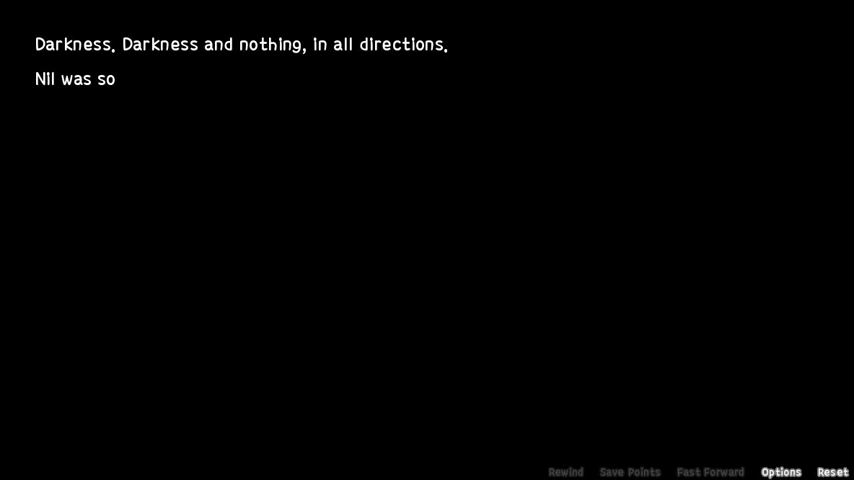 Darkness. Darkness and nothing, in all directions.
Nil was so
Rewind Save Points Fast Forward Options Reset